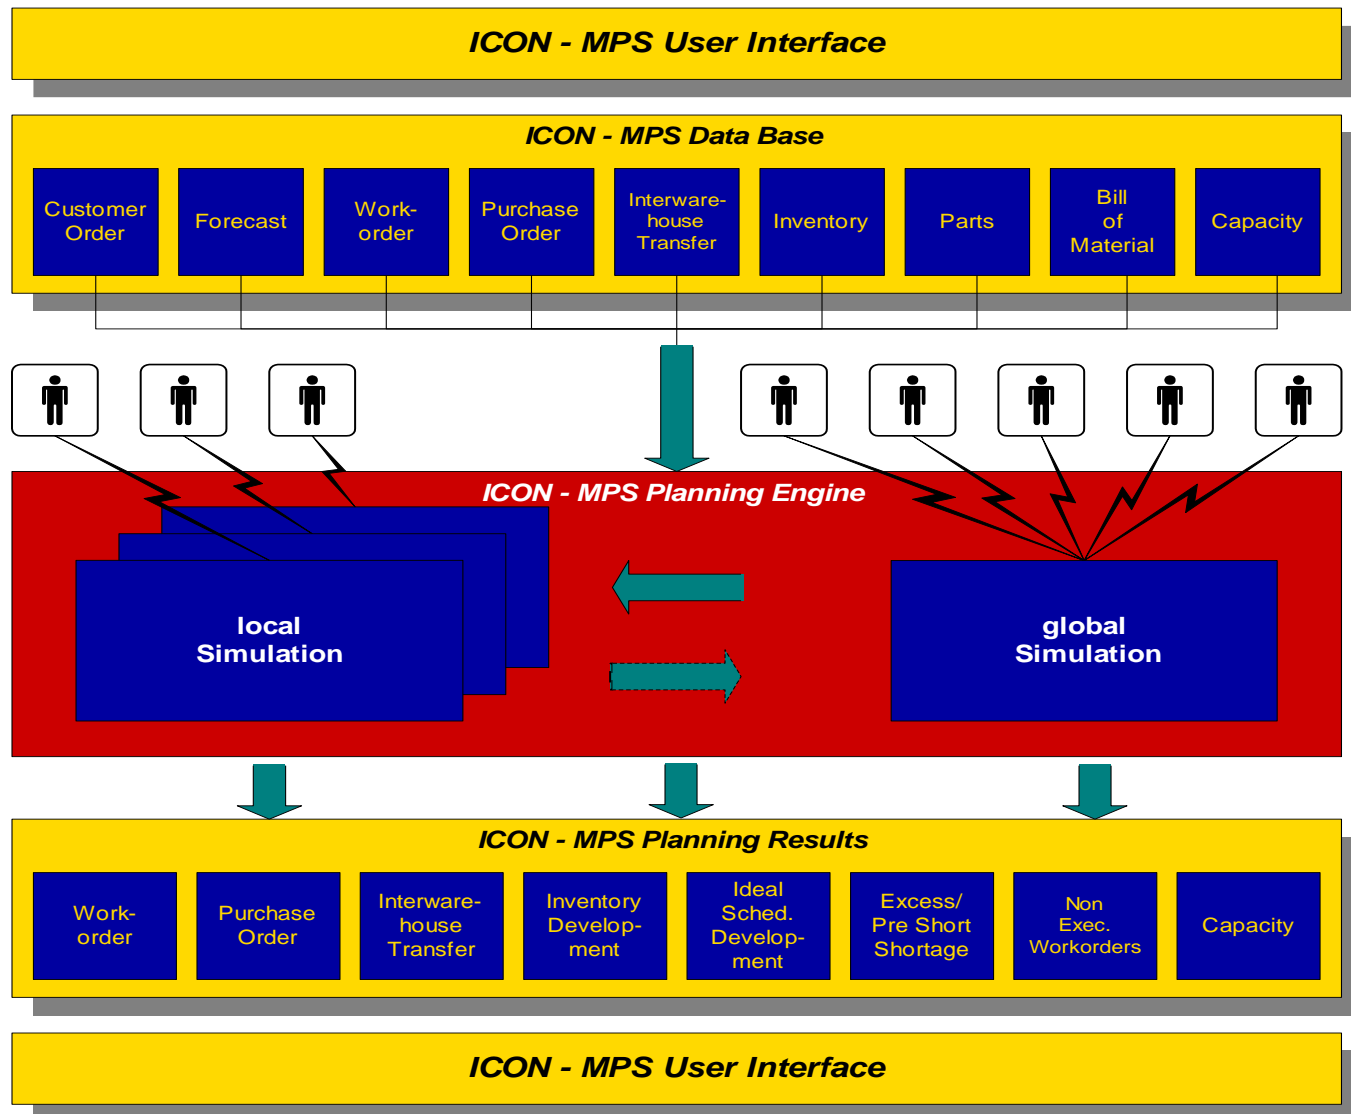 ICON - MPS User Interface
ICON - MPS Data Base
Customer
Order
Forecast
Work-
order
Purchase
Order
Interware-
house
Transfer
Inventory
Parts
Bill
of
Material
Capacity
ICON - MPS Planning Engine
local
Simulation
global
Simulation
ICON - MPS Planning Results
Work-
order
Purchase
Order
Interware-
house
Transfer
Inventory
Develop-
ment
Ideal
Sched.
Develop-
ment
Excess/
Pre Short
Shortage
Non
Exec.
Workorders
Capacity
ICON - MPS User Interface